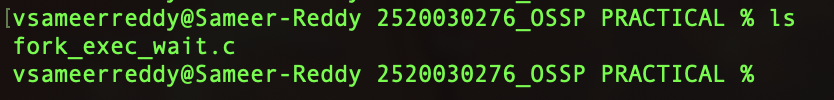 [vsameerreddy@Sameer-Reddy 2520030276_OSSP PRACTICAL % ls
fork_exec_wait.c
vsameerreddy@Sameer-Reddy 2520030276_OSSP PRACTICAL %